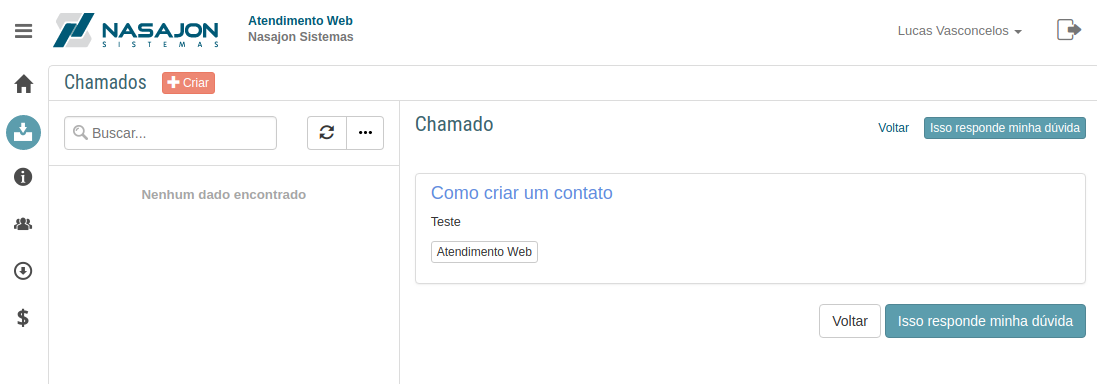 NASAJON
SISTEMAS
Atendimento Web
Nasajon Sistemas
Lucas Vasconcelos
Chamados
Criar
Buscar...
Nenhum dado encontrado
Chamado
Voltar
Isso responde minha dúvida
Como criar um contato
Teste
Atendimento Web
Voltar
Isso responde minha dúvida